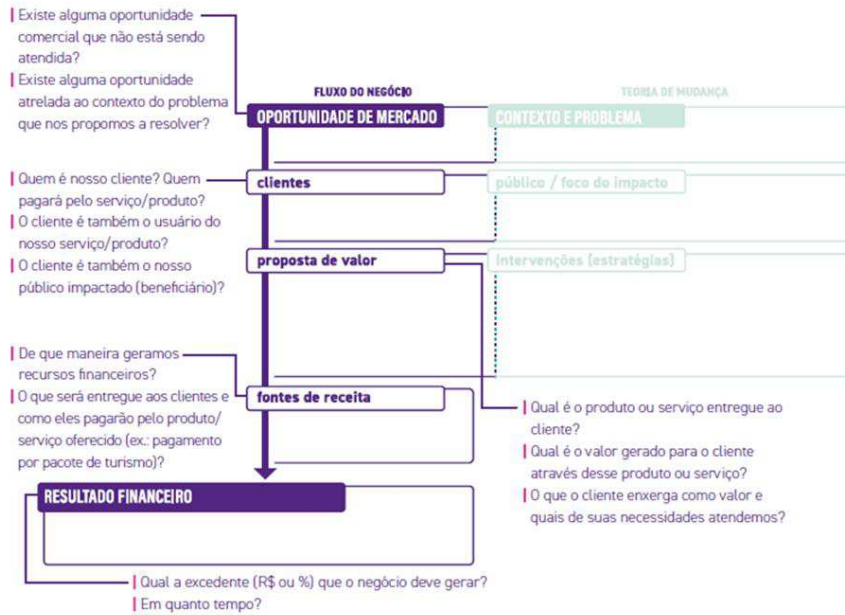 Existe alguma oportunidade
comercial que não está sendo
atendida?
Existe alguma oportunidade
atrelada ao contexto do problema
que nos propomos a resolver?
FLUXO DO NEGÓCIO
TEORIA DE MUDANÇA
OPORTUNIDADE DE MERCADO
CONTEXTO E PROBLEMA
Quem é nosso cliente? Quem
pagará pelo serviço/produto?
O cliente é também o usuário do
nosso serviço/produto?
O cliente é também o nosso
público impactado (beneficiário)?
clientes
público / foco do impacto
proposta de valor
intervenções (estratégias)
De que maneira geramos
recursos financeiros?
O que será entregue aos clientes e
como eles pagarão pelo produto/
serviço oferecido (ex.: pagamento
por pacote de turismo)?
fontes de receita
Qual é o produto ou serviço entregue ao
cliente?
Qual é o valor gerado para o cliente
através desse produto ou serviço?
O que o cliente enxerga como valor e
quais de suas necessidades atendemos?
RESULTADO FINANCEIRO
Qual a excedente (R$ ou %) que o negócio deve gerar?
Em quanto tempo?